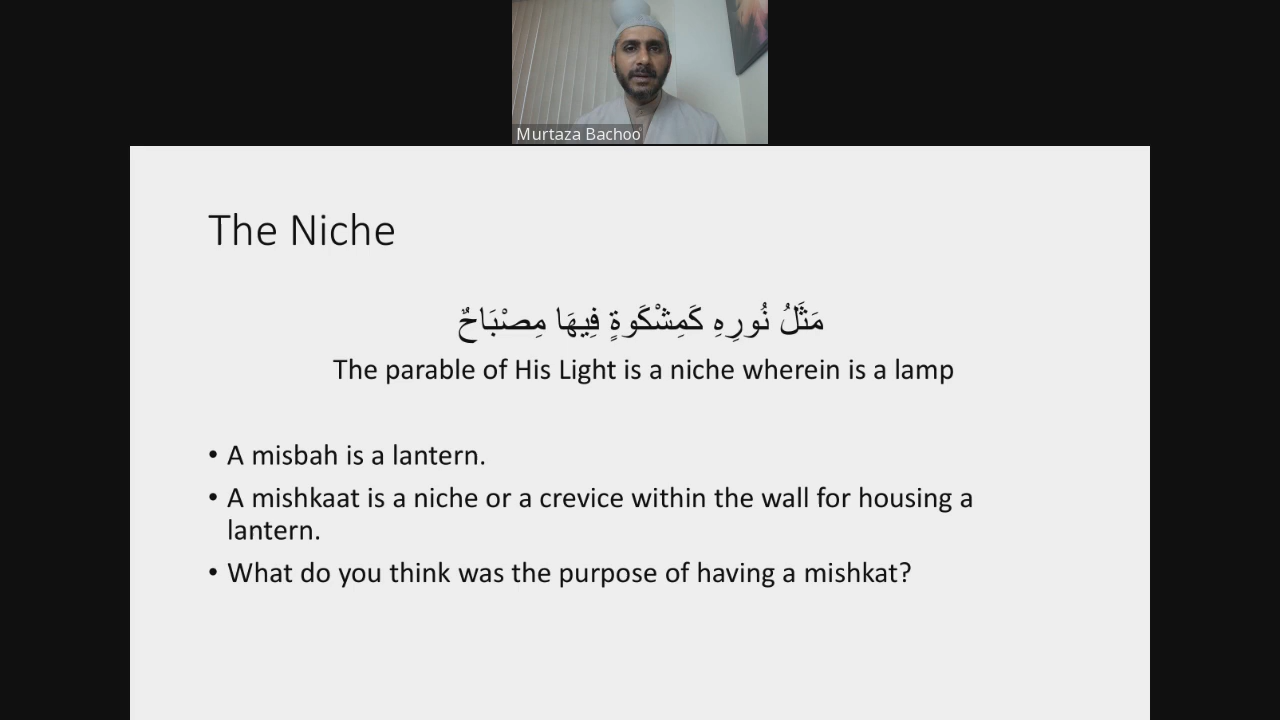 Murtaza Bachoo
The Niche
مَثَلُ نُورِهِ كَمِشْكَوةٍ فِيهَا مِصْبَاحٌ
The parable of His Light is a niche wherein is a lamp
• A misbah is a lantern.
• A mishkaat is a niche or a crevice within the wall for housing a
lantern.
• What do you think was the purpose of having a mishkat?